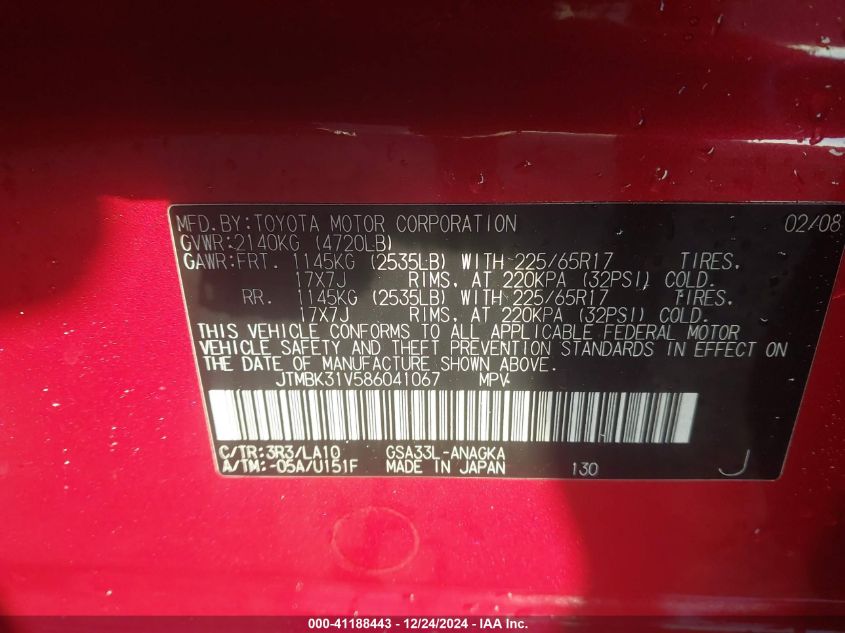 MFD.BY:TOYOTA MOTOR CORPORATION 02/08
GVWR:2140KG (4720LB)
GAWR:FRT. 1145KG (2535LB) WITH 225/65R17 TIRES,
17X7J RIMS, AT 220KPA (32PSI) COLD.
RR. 1145KG (2535LB) WITH 225/65R17 TIRES,
17X7J RIMS, AT 220KPA (32PSI) COLD.
THIS VEHICLE CONFORMS TO ALL APPLICABLE FEDERAL MOTOR
VEHICLE SAFETY AND THEFT PREVENTION STANDARDS IN EFFECT ON
THE DATE OF MANUFACTURE SHOWN ABOVE.
JTMBK31V586041067 MPV
C/TR:3R3/LA10 GSA33L-ANAGKA
A/TM:-05A/U151F MADE IN JAPAN 130 J
000-41188443 - 12/24/2024 - IAA Inc.